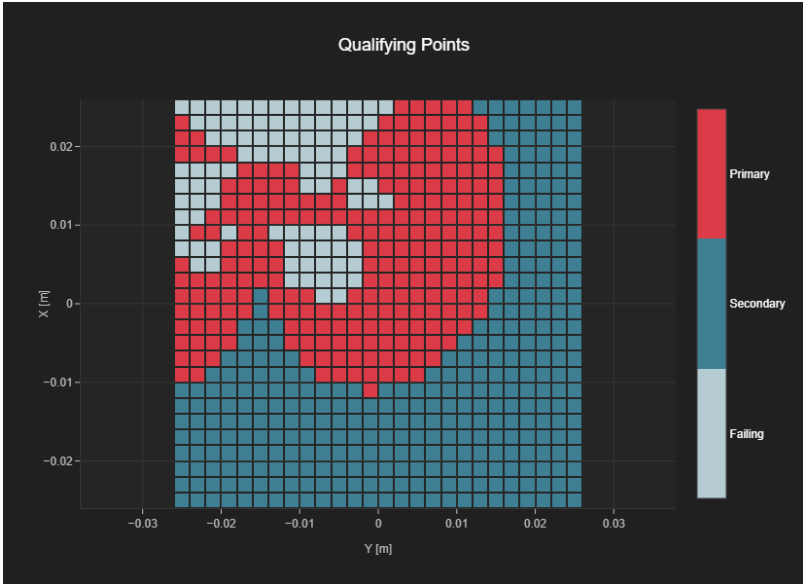 Qualifying Points
0.02
0.01
0
−0.01
−0.02
X [m]
−0.03
−0.02
−0.01
0
0.01
0.02
0.03
Y [m]
Primary
Secondary
Failing